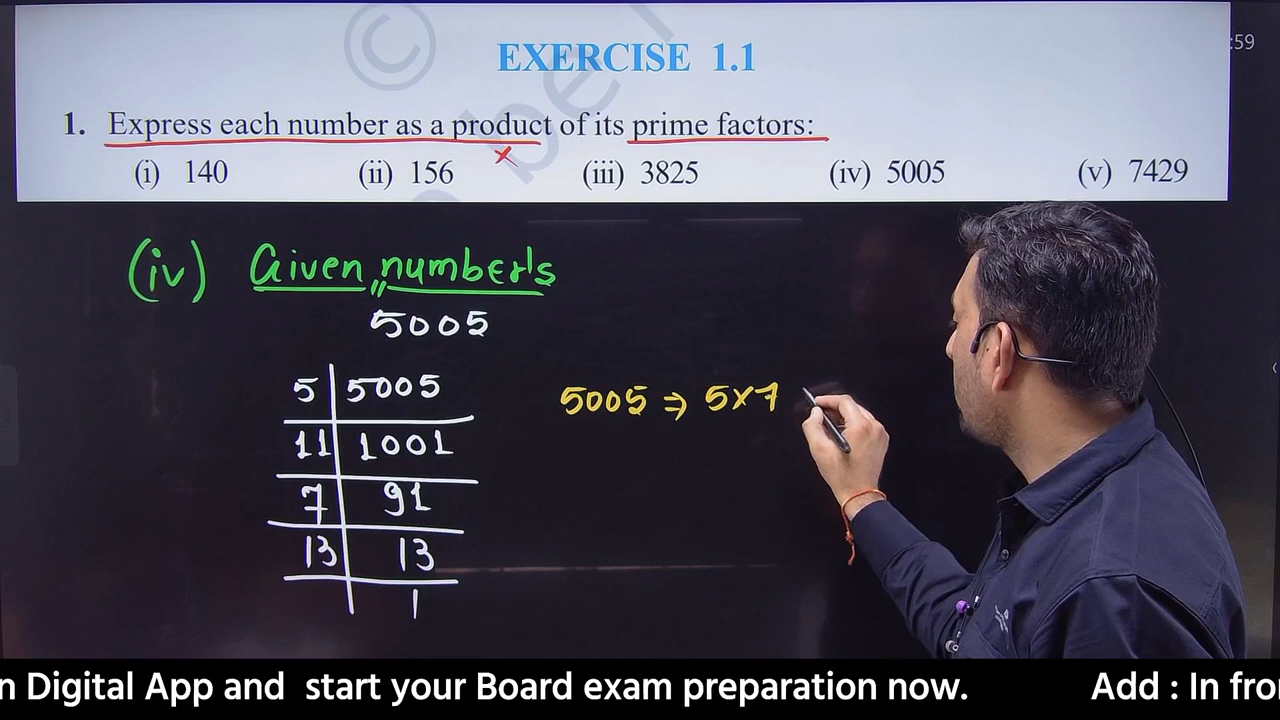 :59
EXERCISE 1.1
1. Express each number as a product of its prime factors:
(i) 140 (ii) 156 (iii) 3825 (iv) 5005 (v) 7429
(iv) Given number's
5005
5 | 5005
11 | 1001
7 | 91
13 | 13
1
5005 ⇒ 5×7
n Digital App and start your Board exam preparation now. Add : In fro